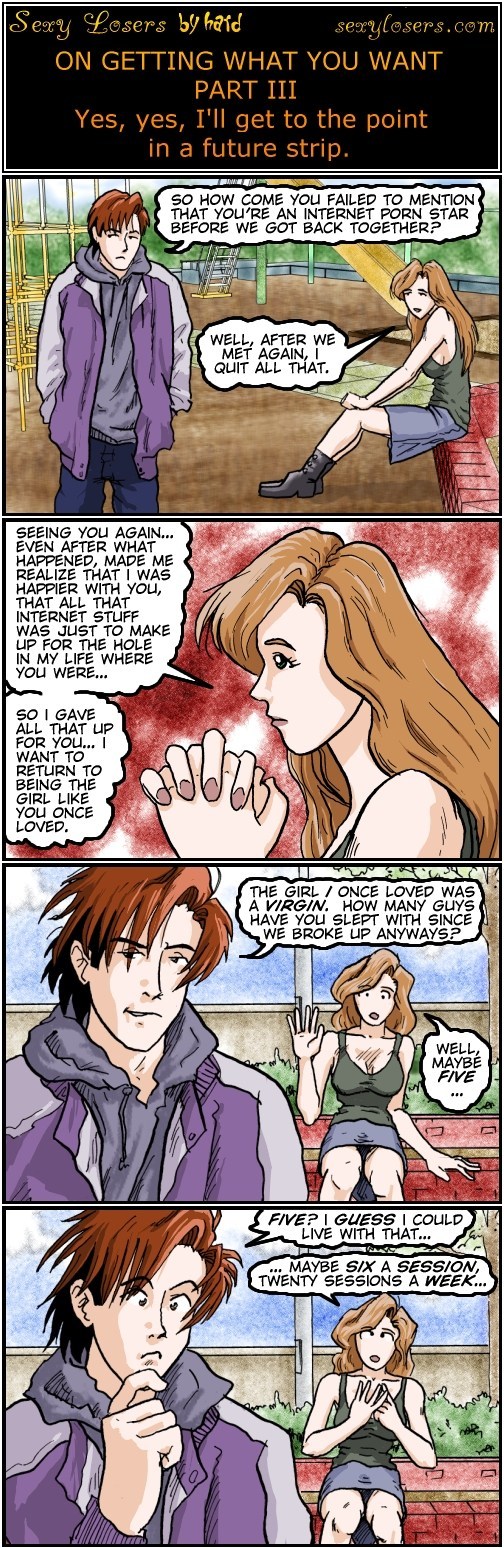 Sexy Losers by hard
sexylosers.com
ON GETTING WHAT YOU WANT
PART III
Yes, yes, I'll get to the point
in a future strip.
SO HOW COME YOU FAILED TO MENTION
THAT YOU'RE AN INTERNET PORN STAR
BEFORE WE GOT BACK TOGETHER?
WELL, AFTER WE
MET AGAIN, I
QUIT ALL THAT.
SEEING YOU AGAIN...
EVEN AFTER WHAT
HAPPENED, MADE ME
REALIZE THAT I WAS
HAPPIER WITH YOU,
THAT ALL THAT
INTERNET STUFF
WAS JUST TO MAKE
UP FOR THE HOLE
IN MY LIFE WHERE
YOU WERE...
SO I GAVE
ALL THAT UP
FOR YOU... I
WANT TO
RETURN TO
BEING THE
GIRL LIKE
YOU ONCE
LOVED.
THE GIRL I ONCE LOVED WAS
A VIRGIN. HOW MANY GUYS
HAVE YOU SLEPT WITH SINCE
WE BROKE UP ANYWAYS?
WELL,
MAYBE
FIVE
...
FIVE? I GUESS I COULD
LIVE WITH THAT...
... MAYBE SIX A SESSION,
TWENTY SESSIONS A WEEK...